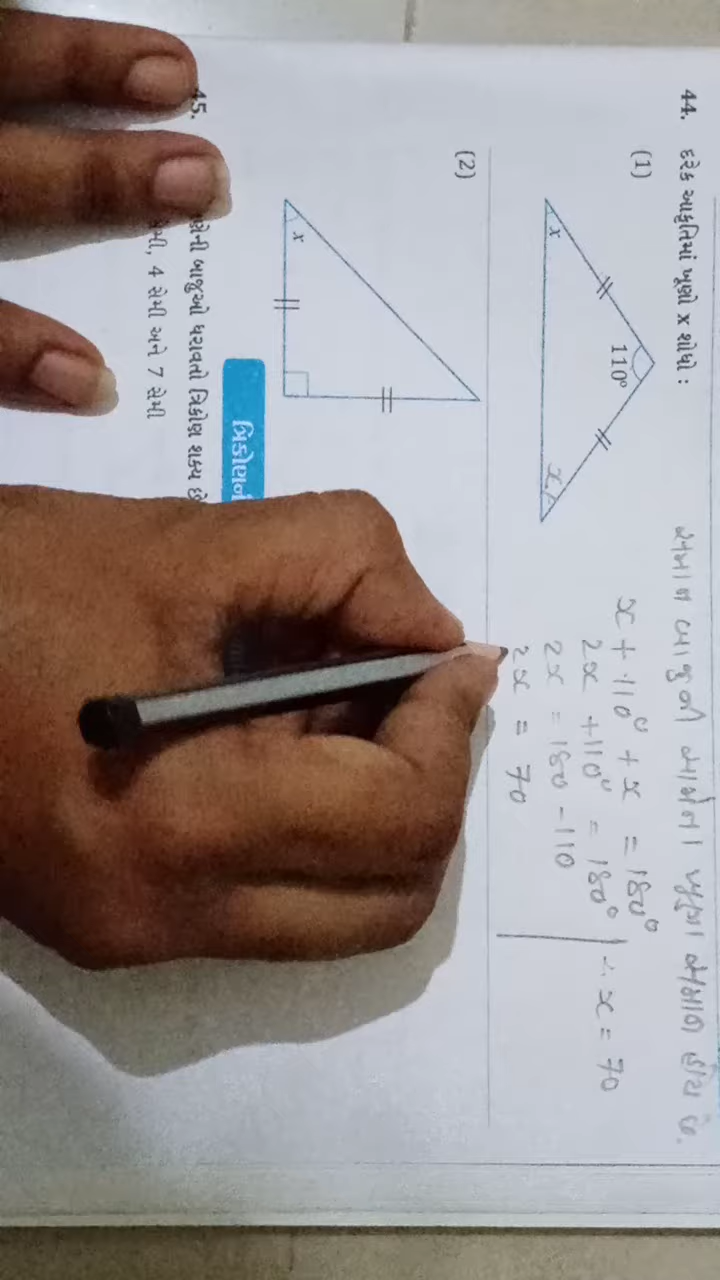 44. દરેક આકૃતિમાં ખૂણો x શોધો :
સમાન બાજુની સામેના ખૂણા સમાન હોય છે.
(1)
110°
x
x
x + 110° + x = 180°
2x + 110° = 180°
2x = 180 - 110
2x = 70
∴ x = 70
(2)
x
ત્રિકોણન
45.
બાજુઓ ધરાવતો ત્રિકોણ શક્ય છે
4 સેમી અને 7 સેમી